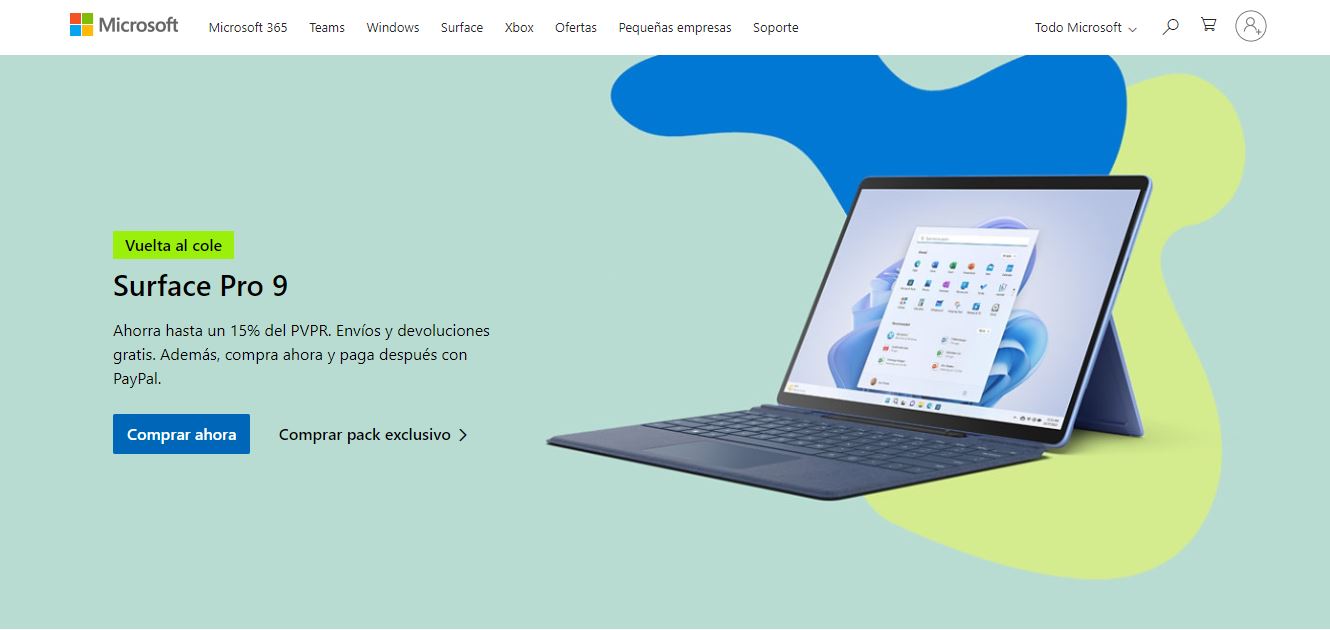 Microsoft
Microsoft 365 Teams Windows Surface Xbox Ofertas Pequeñas empresas Soporte
Todo Microsoft
Vuelta al cole
Surface Pro 9
Ahorra hasta un 15% del PVPR. Envíos y devoluciones
gratis. Además, compra ahora y paga después con
PayPal.
Comprar ahora
Comprar pack exclusivo